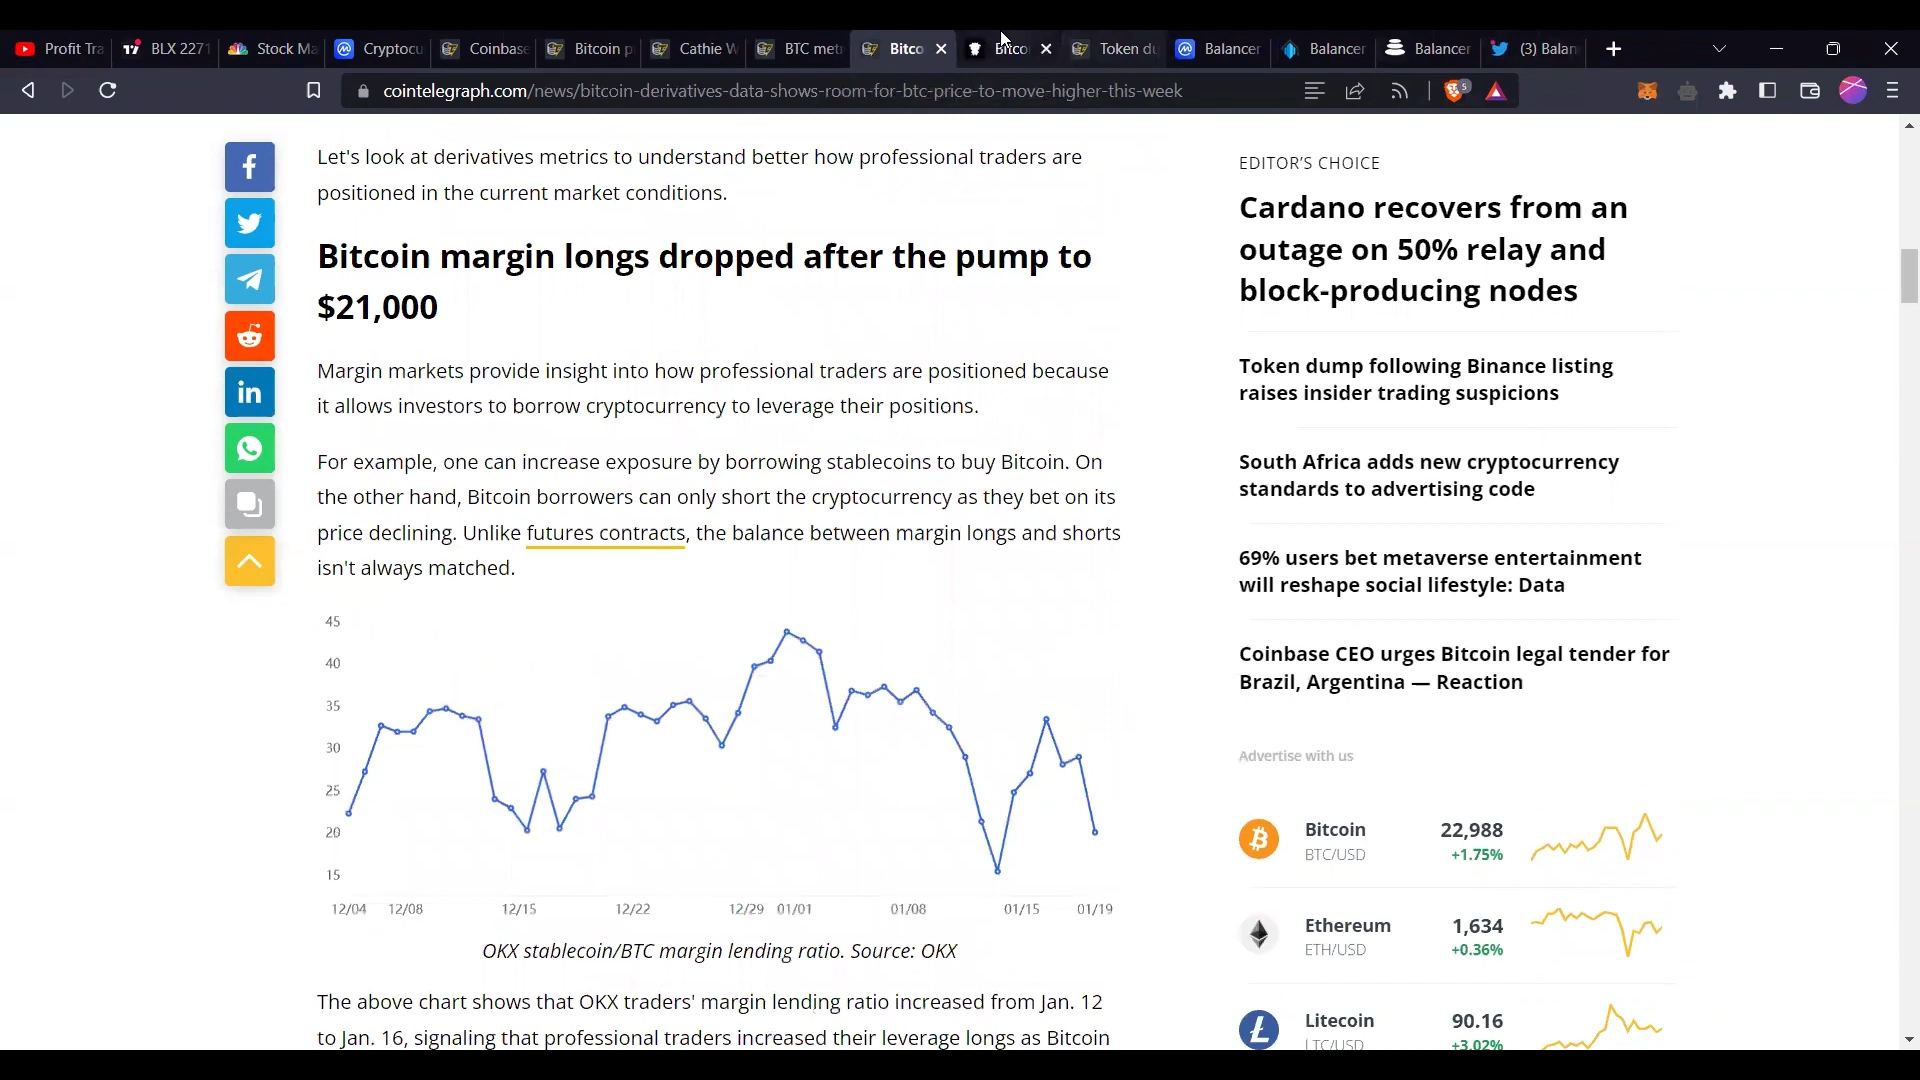 Profit Tra
BLX 2271
Stock Ma
Cryptocu
Coinbase
Bitcoin p
Cathie W
BTC met
Bitco
Bitco
Token du
Balancer
Balancer
Balancer
(3) Balan
cointelegraph.com/news/bitcoin-derivatives-data-shows-room-for-btc-price-to-move-higher-this-week
5
Let's look at derivatives metrics to understand better how professional traders are
positioned in the current market conditions.
Bitcoin margin longs dropped after the pump to
$21,000
Margin markets provide insight into how professional traders are positioned because
it allows investors to borrow cryptocurrency to leverage their positions.
For example, one can increase exposure by borrowing stablecoins to buy Bitcoin. On
the other hand, Bitcoin borrowers can only short the cryptocurrency as they bet on its
price declining. Unlike futures contracts, the balance between margin longs and shorts
isn't always matched.
45
40
35
30
25
20
15
12/04 12/08 12/15 12/22 12/29 01/01 01/08 01/15 01/19
OKX stablecoin/BTC margin lending ratio. Source: OKX
The above chart shows that OKX traders' margin lending ratio increased from Jan. 12
to Jan. 16, signaling that professional traders increased their leverage longs as Bitcoin
EDITOR'S CHOICE
Cardano recovers from an
outage on 50% relay and
block-producing nodes
Token dump following Binance listing
raises insider trading suspicions
South Africa adds new cryptocurrency
standards to advertising code
69% users bet metaverse entertainment
will reshape social lifestyle: Data
Coinbase CEO urges Bitcoin legal tender for
Brazil, Argentina — Reaction
Advertise with us
Bitcoin 22,988
BTC/USD +1.75%
Ethereum 1,634
ETH/USD +0.36%
Litecoin 90.16
LTC/USD +3.02%